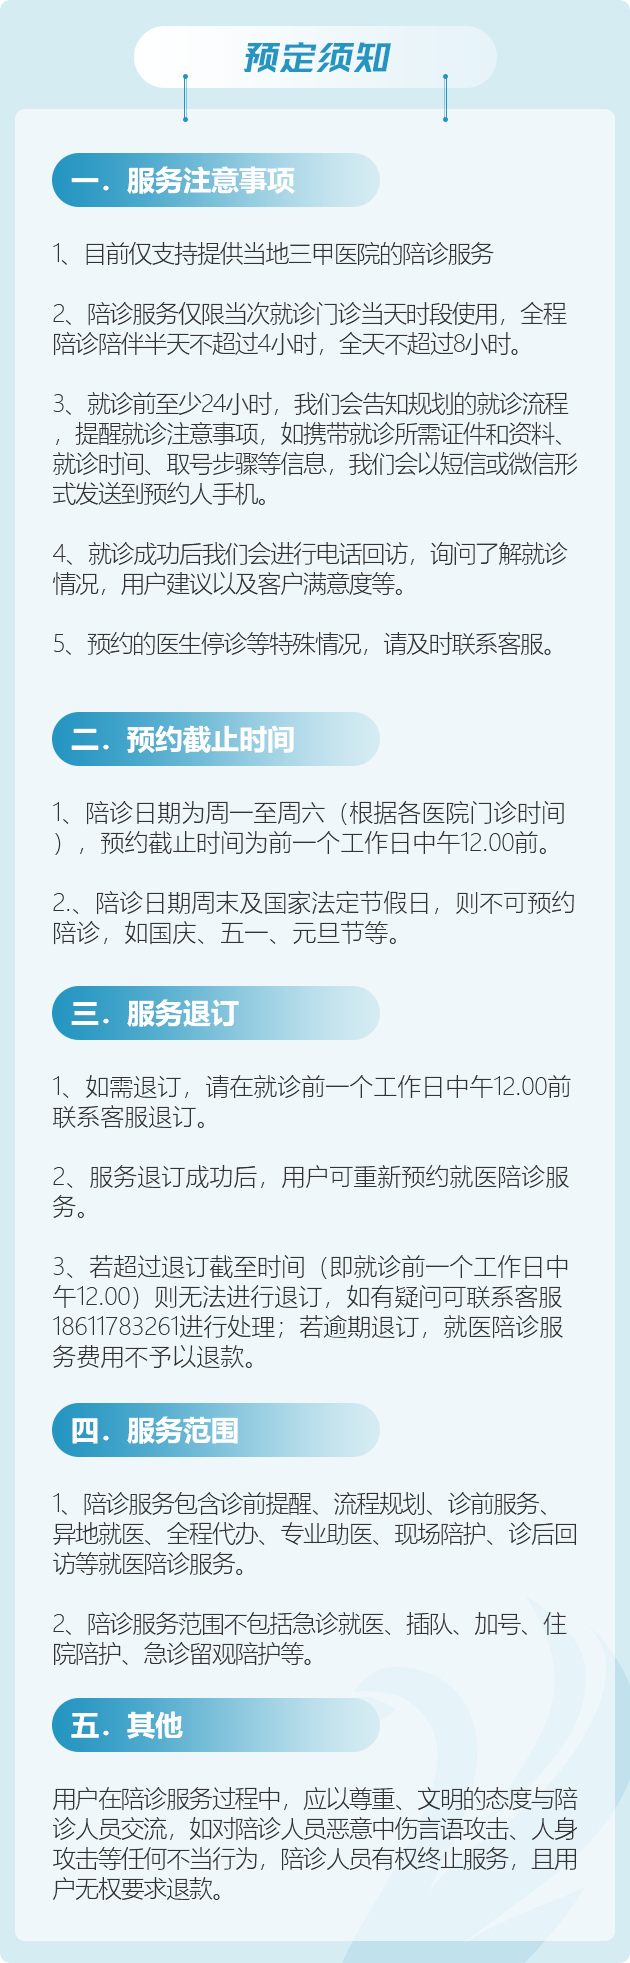 预定须知
一．服务注意事项
1、目前仅支持提供当地三甲医院的陪诊服务
2、陪诊服务仅限当次就诊门诊当天时段使用，全程
陪诊陪伴半天不超过4小时，全天不超过8小时。
3、就诊前至少24小时，我们会告知规划的就诊流程
，提醒就诊注意事项，如携带就诊所需证件和资料、
就诊时间、取号步骤等信息，我们会以短信或微信形
式发送到预约人手机。
4、就诊成功后我们会进行电话回访，询问了解就诊
情况，用户建议以及客户满意度等。
5、预约的医生停诊等特殊情况，请及时联系客服。
二．预约截止时间
1、陪诊日期为周一至周六（根据各医院门诊时间
），预约截止时间为前一个工作日中午12.00前。
2.、陪诊日期周末及国家法定节假日，则不可预约
陪诊，如国庆、五一、元旦节等。
三．服务退订
1、如需退订，请在就诊前一个工作日中午12.00前
联系客服退订。
2、服务退订成功后，用户可重新预约就医陪诊服
务。
3、若超过退订截至时间（即就诊前一个工作日中
午12.00）则无法进行退订，如有疑问可联系客服
18611783261进行处理；若逾期退订，就医陪诊服
务费用不予以退款。
四．服务范围
1、陪诊服务包含诊前提醒、流程规划、诊前服务、
异地就医、全程代办、专业助医、现场陪护、诊后回
访等就医陪诊服务。
2、陪诊服务范围不包括急诊就医、插队、加号、住
院陪护、急诊留观陪护等。
五．其他
用户在陪诊服务过程中，应以尊重、文明的态度与陪
诊人员交流，如对陪诊人员恶意中伤言语攻击、人身
攻击等任何不当行为，陪诊人员有权终止服务，且用
户无权要求退款。